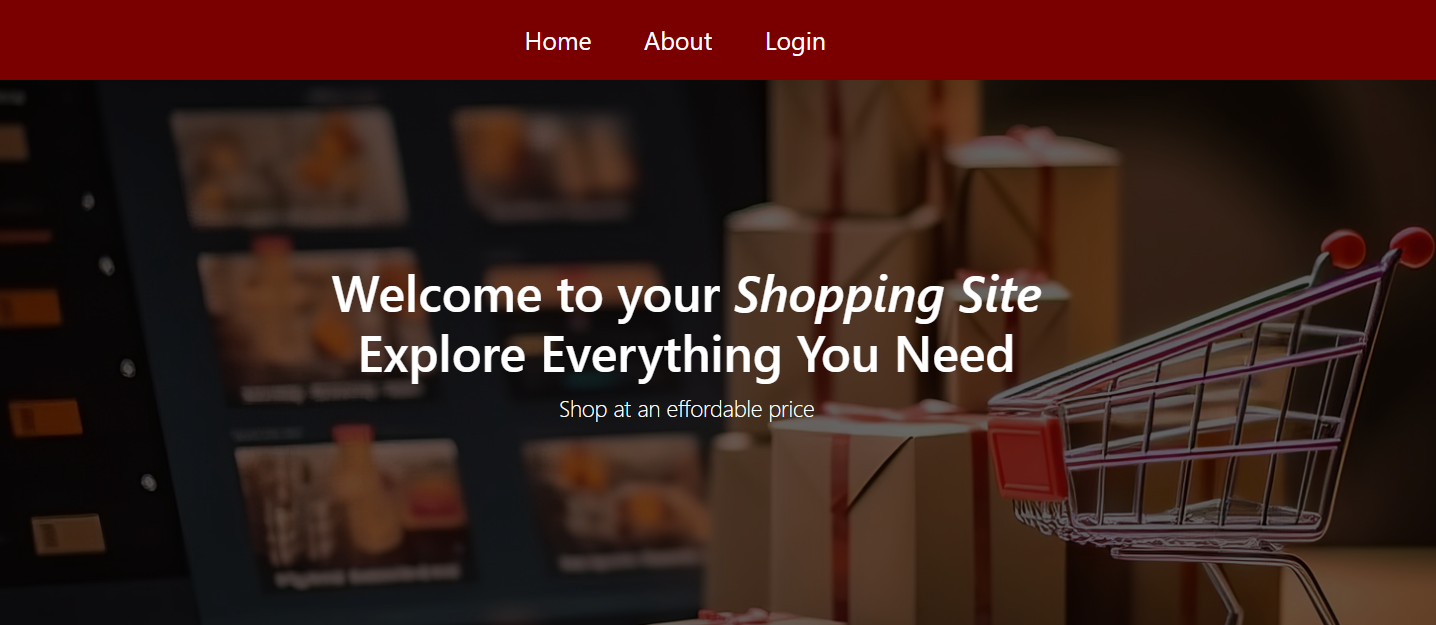 Home About Login
Welcome to your Shopping Site
Explore Everything You Need
Shop at an effordable price